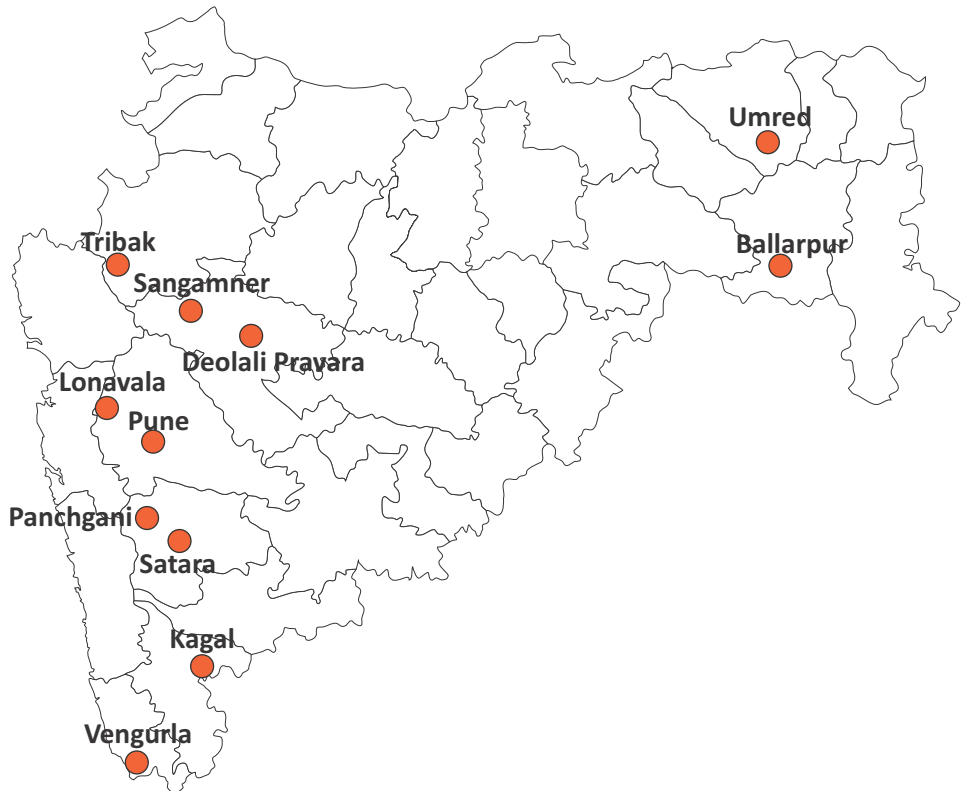 Umred
Tribak
Ballarpur
Sangamner
Deolali Pravara
Lonavala
Pune
Panchgani
Satara
Kagal
Vengurla